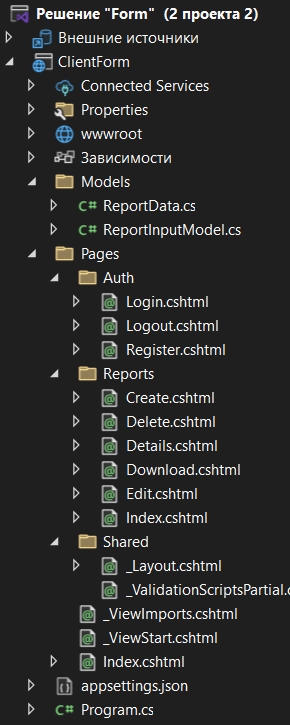 Решение "Form" (2 проекта 2)
Внешние источники
ClientForm
Connected Services
Properties
wwwroot
Зависимости
Models
C# ReportData.cs
C# ReportInputModel.cs
Pages
Auth
Login.cshtml
Logout.cshtml
Register.cshtml
Reports
Create.cshtml
Delete.cshtml
Details.cshtml
Download.cshtml
Edit.cshtml
Index.cshtml
Shared
_Layout.cshtml
_ValidationScriptsPartial.c
_ViewImports.cshtml
_ViewStart.cshtml
Index.cshtml
appsettings.json
C# Program.cs